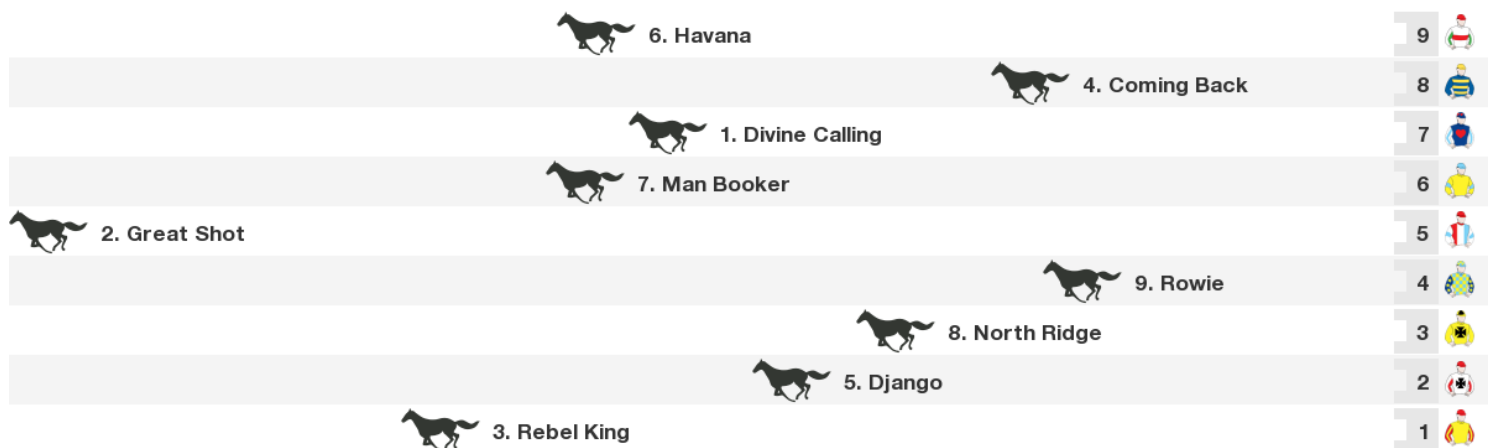 6. Havana 9
4. Coming Back 8
1. Divine Calling 7
7. Man Booker 6
2. Great Shot 5
9. Rowie 4
8. North Ridge 3
5. Django 2
3. Rebel King 1